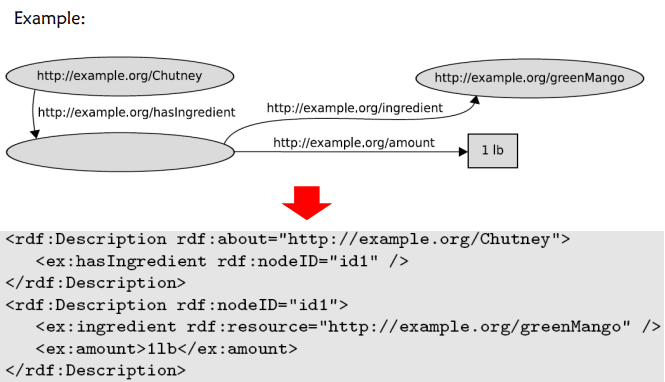 Example:
http://example.org/Chutney
http://example.org/greenMango
http://example.org/hasIngredient
http://example.org/ingredient
http://example.org/amount
1 lb
<rdf:Description rdf:about="http://example.org/Chutney">
<ex:hasIngredient rdf:nodeID="id1" />
</rdf:Description>
<rdf:Description rdf:nodeID="id1">
<ex:ingredient rdf:resource="http://example.org/greenMango" />
<ex:amount>1lb</ex:amount>
</rdf:Description>